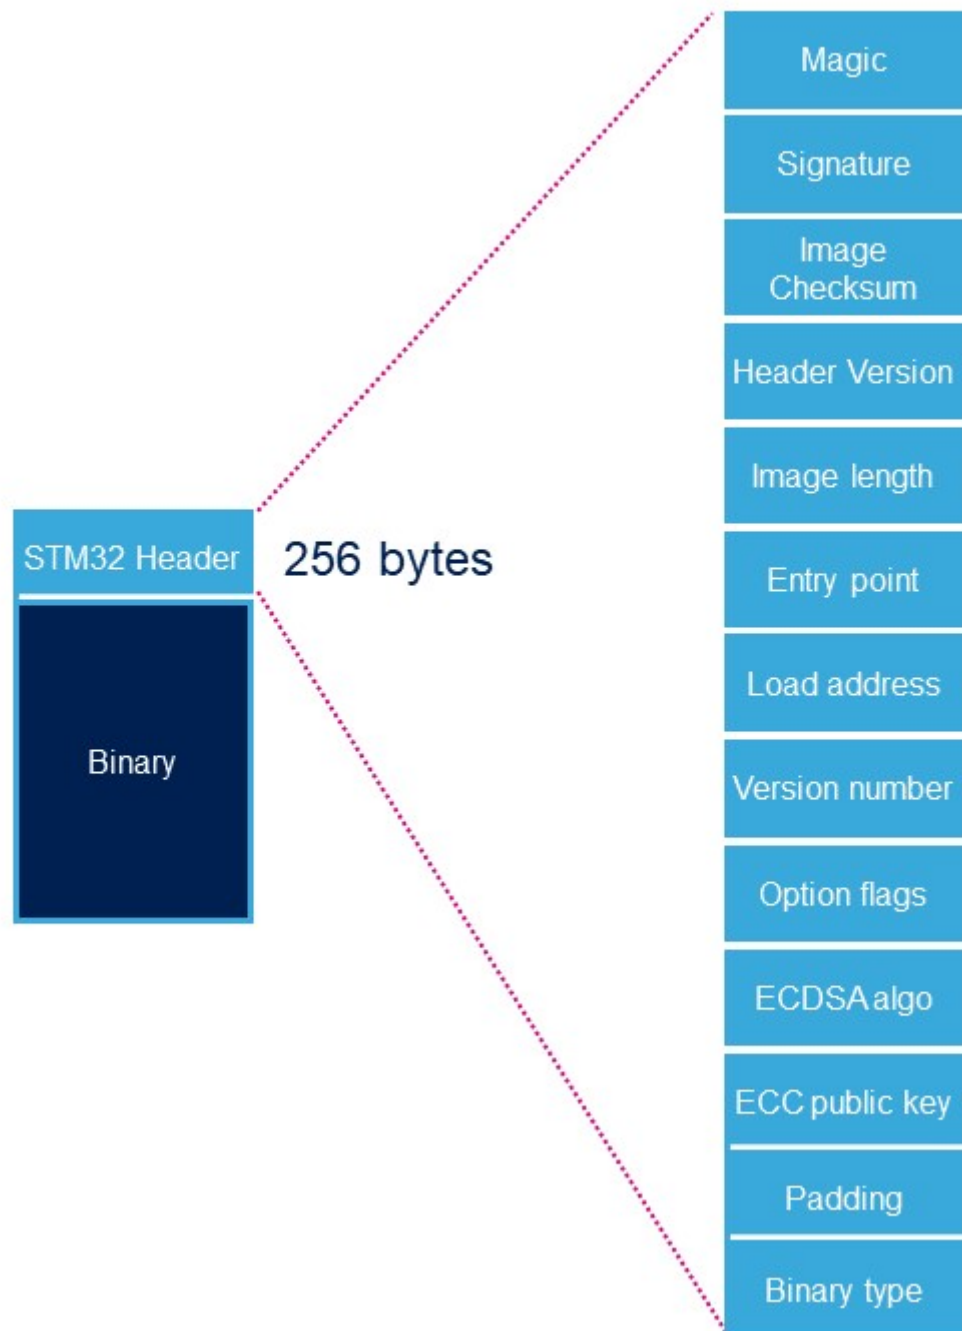 STM32 Header
256 bytes
Binary
Magic
Signature
Image
Checksum
Header Version
Image length
Entry point
Load address
Version number
Option flags
ECDSA algo
ECC public key
Padding
Binary type